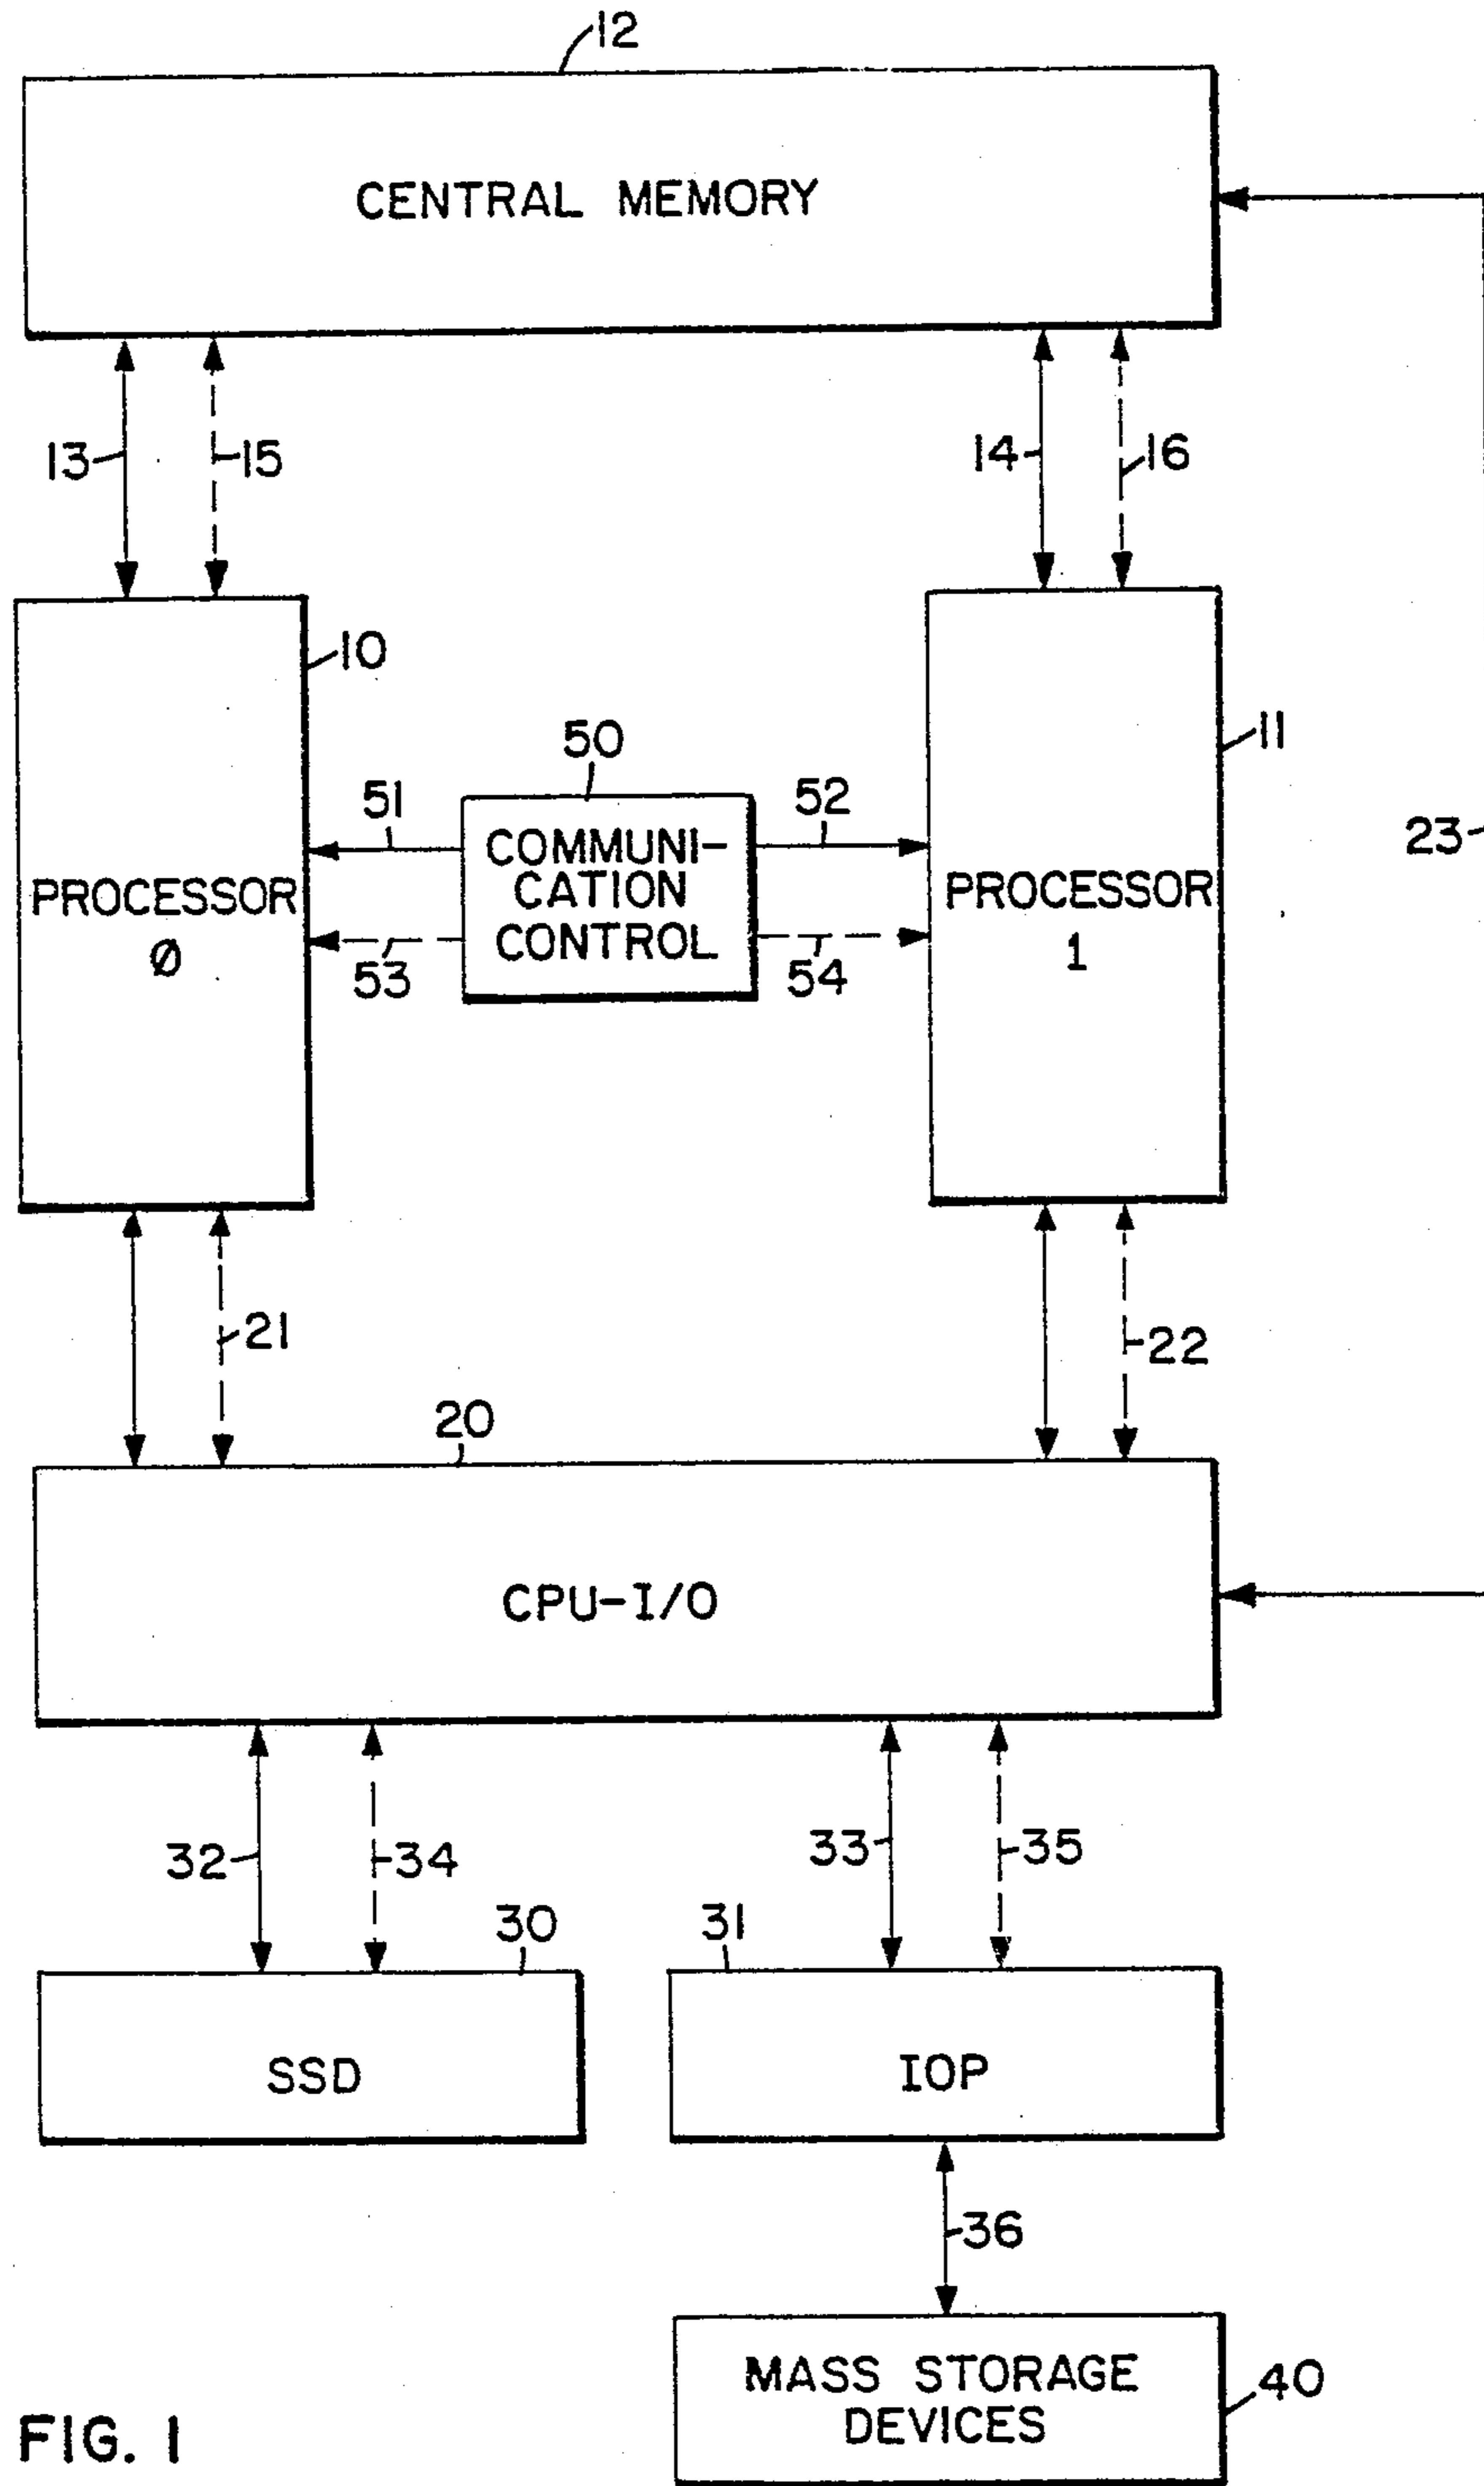 12
CENTRAL MEMORY
13
15
14
16
10
11
50
51
52
23
COMMUNI-
CATION
CONTROL
PROCESSOR
Ø
PROCESSOR
1
53
54
21
22
20
CPU-I/O
32
34
33
35
30
31
SSD
IOP
36
MASS STORAGE
DEVICES
40
FIG. 1